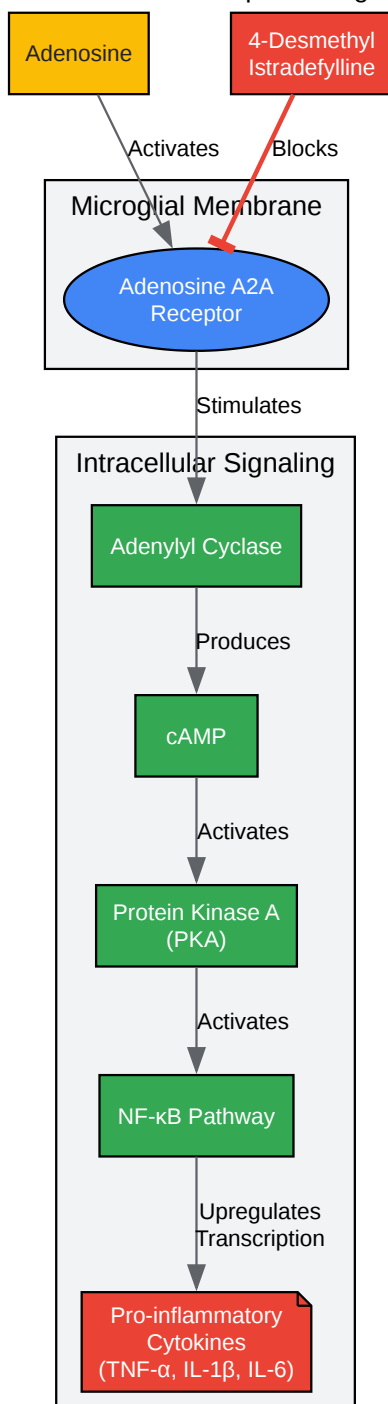 Adenosine
4-Desmethyl
Istradefylline
Activates
Blocks
Microglial Membrane
Adenosine A2A
Receptor
Stimulates
Intracellular Signaling
Adenylyl Cyclase
Produces
cAMP
Activates
Protein Kinase A
(PKA)
Activates
NF-κB Pathway
Upregulates
Transcription
Pro-inflammatory
Cytokines
(TNF-α, IL-1β, IL-6)